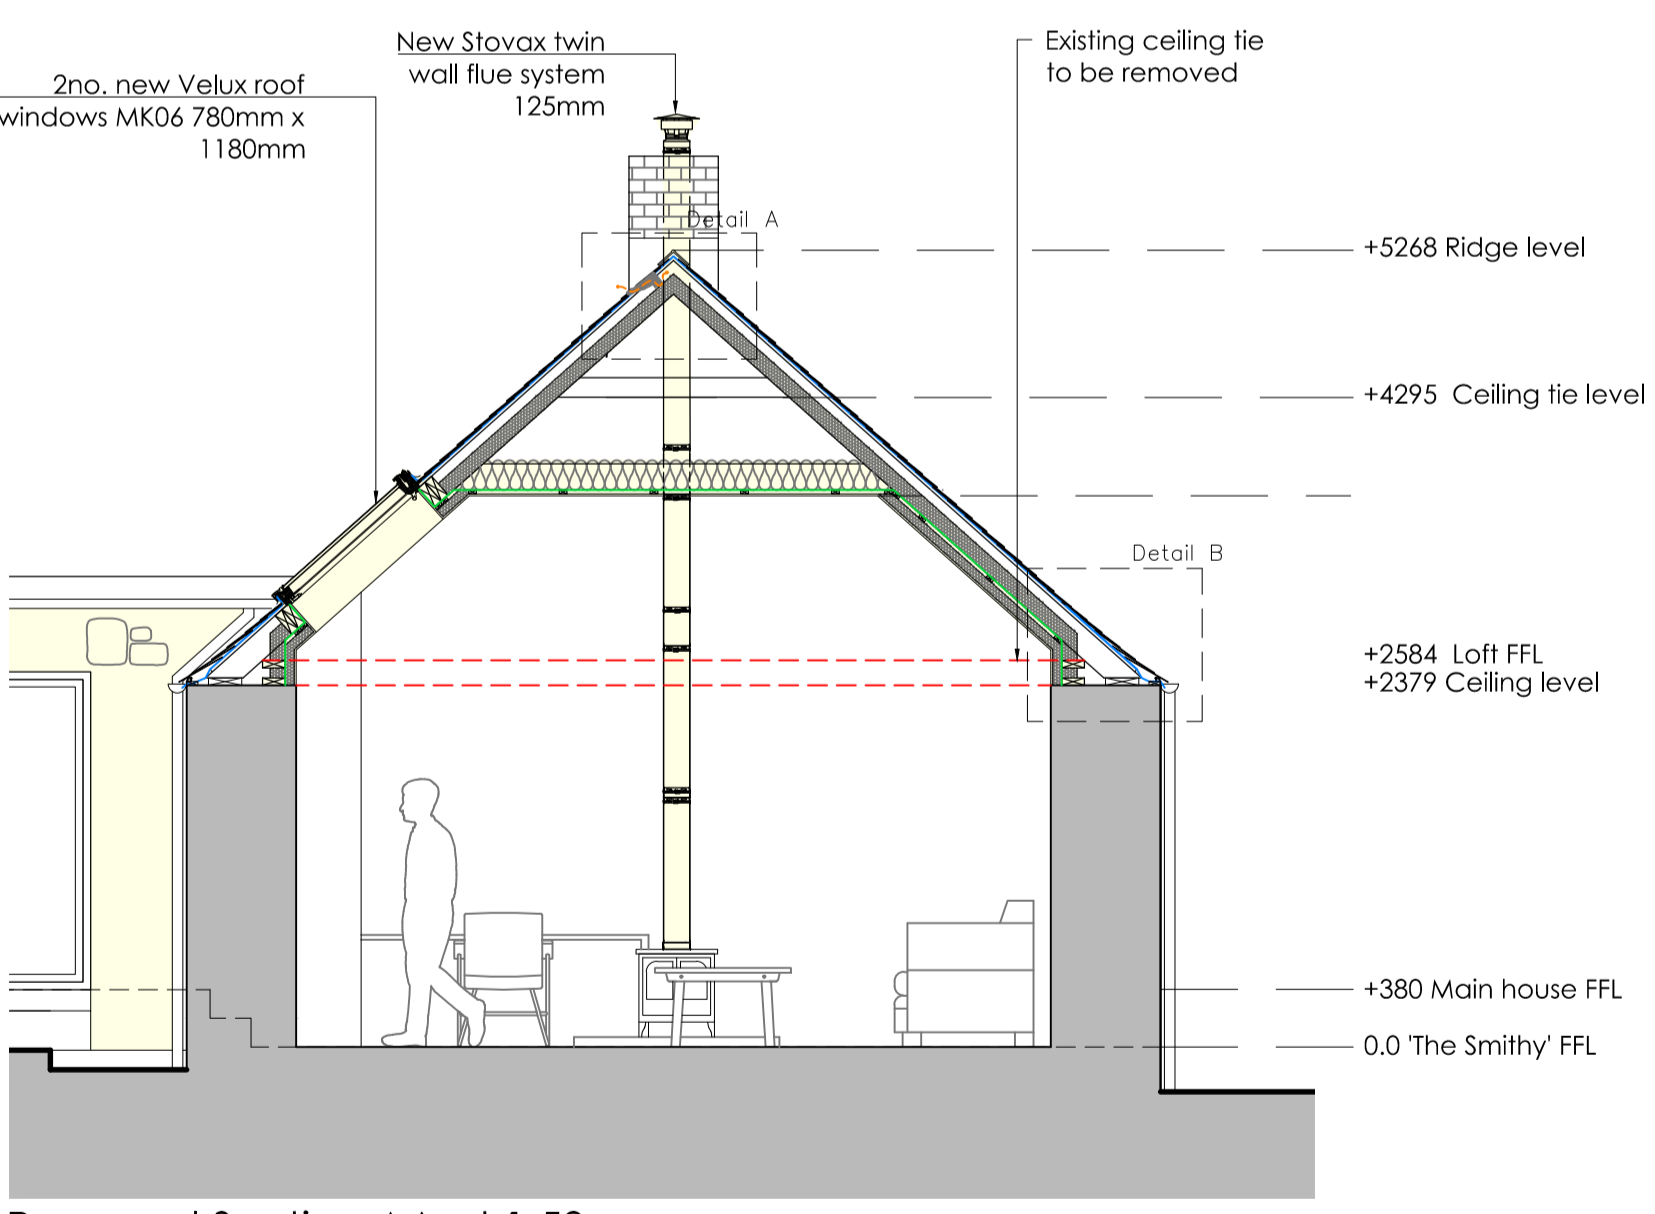 New Stovax twin
wall flue system
125mm
Existing ceiling tie
to be removed
2no. new Velux roof
windows MK06 780mm x
1180mm
Detail A
+5268 Ridge level
+4295 Ceiling tie level
Detail B
+2584 Loft FFL
+2379 Ceiling level
+380 Main house FFL
0.0 'The Smithy' FFL